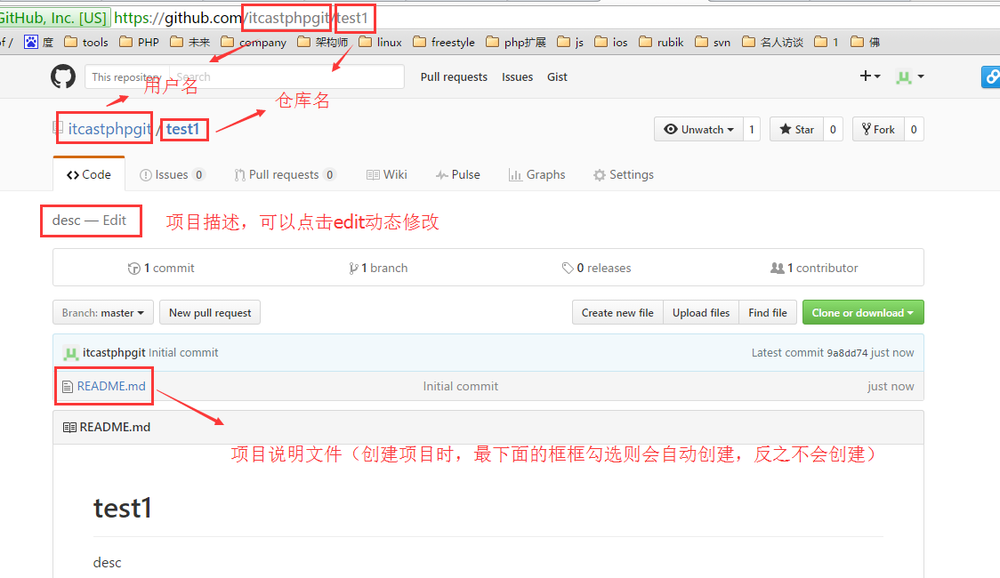 GitHub, Inc. [US] https://github.com/itcastphpgit/test1
of / 度 tools PHP 未来 company 架构师 linux freestyle php扩展 js ios rubik svn 名人访谈 1 佛
This repository Search Pull requests Issues Gist
用户名
仓库名
itcastphpgit / test1 Unwatch 1 Star 0 Fork 0
Code Issues 0 Pull requests 0 Wiki Pulse Graphs Settings
desc — Edit 项目描述，可以点击edit动态修改
1 commit 1 branch 0 releases 1 contributor
Branch: master New pull request Create new file Upload files Find file Clone or download
itcastphpgit Initial commit Latest commit 9a8dd74 just now
README.md Initial commit just now
README.md
项目说明文件（创建项目时，最下面的框框勾选则会自动创建，反之不会创建）
test1
desc